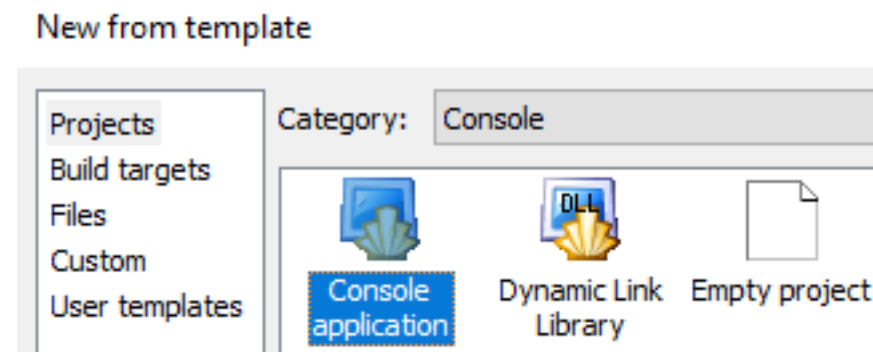 New from template
Projects
Build targets
Files
Custom
User templates
Category: Console
DLL
Console
application
Dynamic Link
Library
Empty project